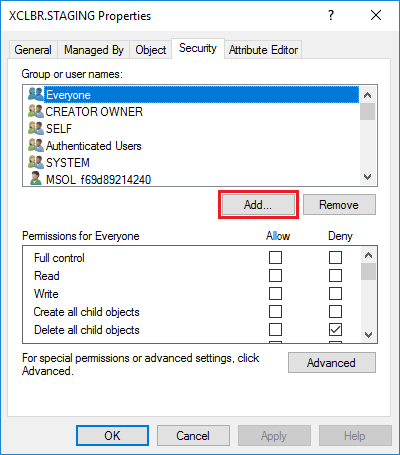 XCLBR.STAGING Properties
? X
General Managed By Object Security Attribute Editor
Group or user names:
Everyone
CREATOR OWNER
SELF
Authenticated Users
SYSTEM
MSOL_f69d89214240
Add... Remove
Permissions for Everyone Allow Deny
Full control
Read
Write
Create all child objects
Delete all child objects
For special permissions or advanced settings, click
Advanced.
Advanced
OK Cancel Apply Help